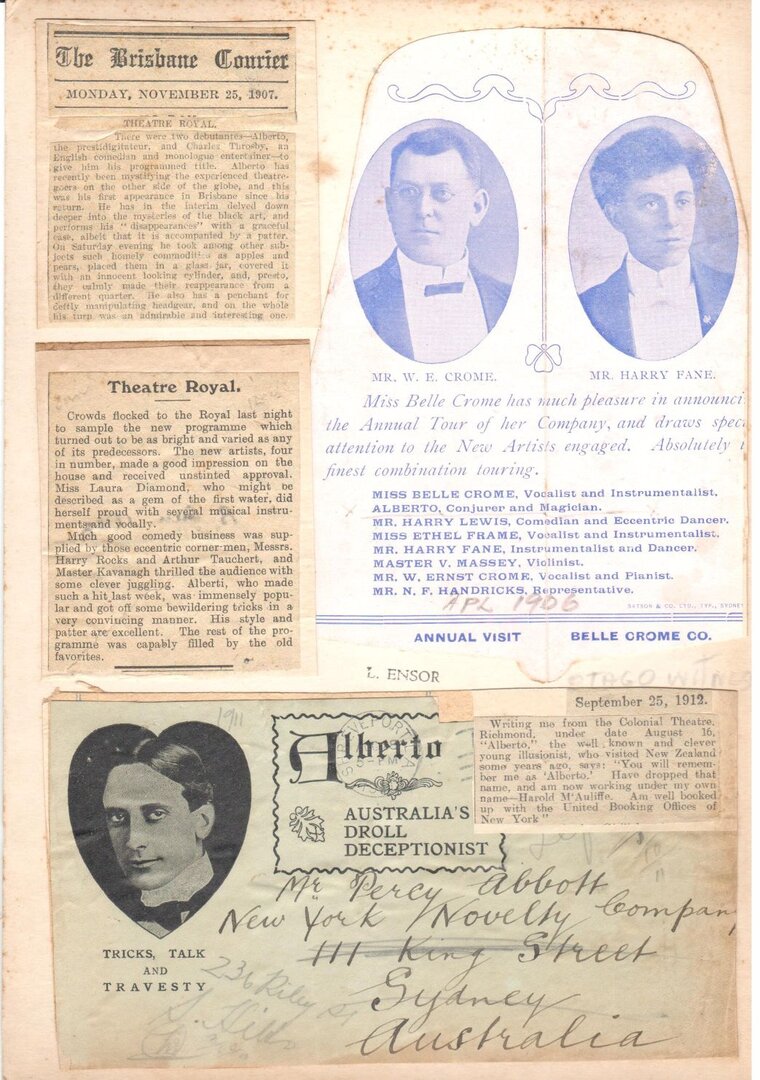 The Brisbane Courier
MONDAY, NOVEMBER 25, 1907.
THEATRE ROYAL.
There were two debutantes—Alberto,
the prestidigitateur, and Charles Throsby, an
English comedian and monologue entertainer—to
give him his programmed title. Alberto has
recently been mystifying the experienced theatre-
goers on the other side of the globe, and this
was his first appearance in Brisbane since his
return. He has in the interim delved down
deeper into the mysteries of the black art, and
performs his "disappearances" with a graceful
ease, albeit that it is accompanied by a patter.
On Saturday evening he took among other sub-
jects such homely commodities as apples and
pears, placed them in a glass jar, covered it
with an innocent looking cylinder, and, presto,
they calmly made their reappearance from a
different quarter. He also has a penchant for
deftly manipulating headgear, and on the whole
his turn was an admirable and interesting one.
Theatre Royal.
Crowds flocked to the Royal last night
to sample the new programme which
turned out to be as bright and varied as any
of its predecessors. The new artists, four
in number, made a good impression on the
house and received unstinted approval.
Miss Laura Diamond, who might be
described as a gem of the first water, did
herself proud with several musical instru-
ments and vocally.
Much good comedy business was sup-
plied by those eccentric corner-men, Messrs.
Harry Rocks and Arthur Tauchert, and
Master Kavanagh thrilled the audience with
some clever juggling. Alberti, who made
such a hit last week, was immensely popu-
lar and got off some bewildering tricks in a
very convincing manner. His style and
patter are excellent. The rest of the pro-
gramme was capably filled by the old
favorites.
MR. W. E. CROME.
MR. HARRY FANE.
Miss Belle Crome has much pleasure in announci
the Annual Tour of her Company, and draws spec
attention to the New Artists engaged. Absolutely
finest combination touring.
MISS BELLE CROME, Vocalist and Instrumentalist.
ALBERTO, Conjurer and Magician.
MR. HARRY LEWIS, Comedian and Eccentric Dancer.
MISS ETHEL FRAME, Vocalist and Instrumentalist.
MR. HARRY FANE, Instrumentalist and Dancer.
MASTER V. MASSEY, Violinist.
MR. W. ERNST CROME, Vocalist and Pianist.
MR. N. F. HANDRICKS, Representative.
APL 1906
BATSON & CO. LTD., TYP., SYDNEY
ANNUAL VISIT BELLE CROME CO.
L. ENSOR
OTAGO WITNES
September 25, 1912.
Writing me from the Colonial Theatre,
Richmond, under date August 16,
"Alberto," the well known and clever
young illusionist, who visited New Zealand
some years ago, says: "You will remem-
ber me as 'Alberto.' Have dropped that
name, and am now working under my own
name—Harold M'Auliffe. Am well booked
up with the United Booking Offices of
New York"
1911
Alberto
AUSTRALIA'S
DROLL
DECEPTIONIST
TRICKS, TALK
AND
TRAVESTY
Mr Percy Abbott
New York Novelty Company
111 King Street
Sydney
Australia
236 Riley St